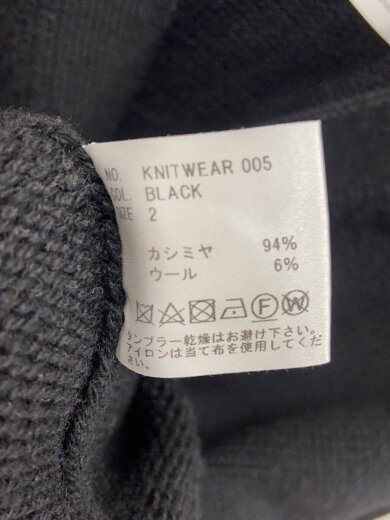 NO. KNITWEAR 005
COL. BLACK
SIZE 2
カシミヤ 94%
ウール 6%
F W
タンブラー乾燥はお避け下さい。
アイロンは当て布を使用してくだ
さい。